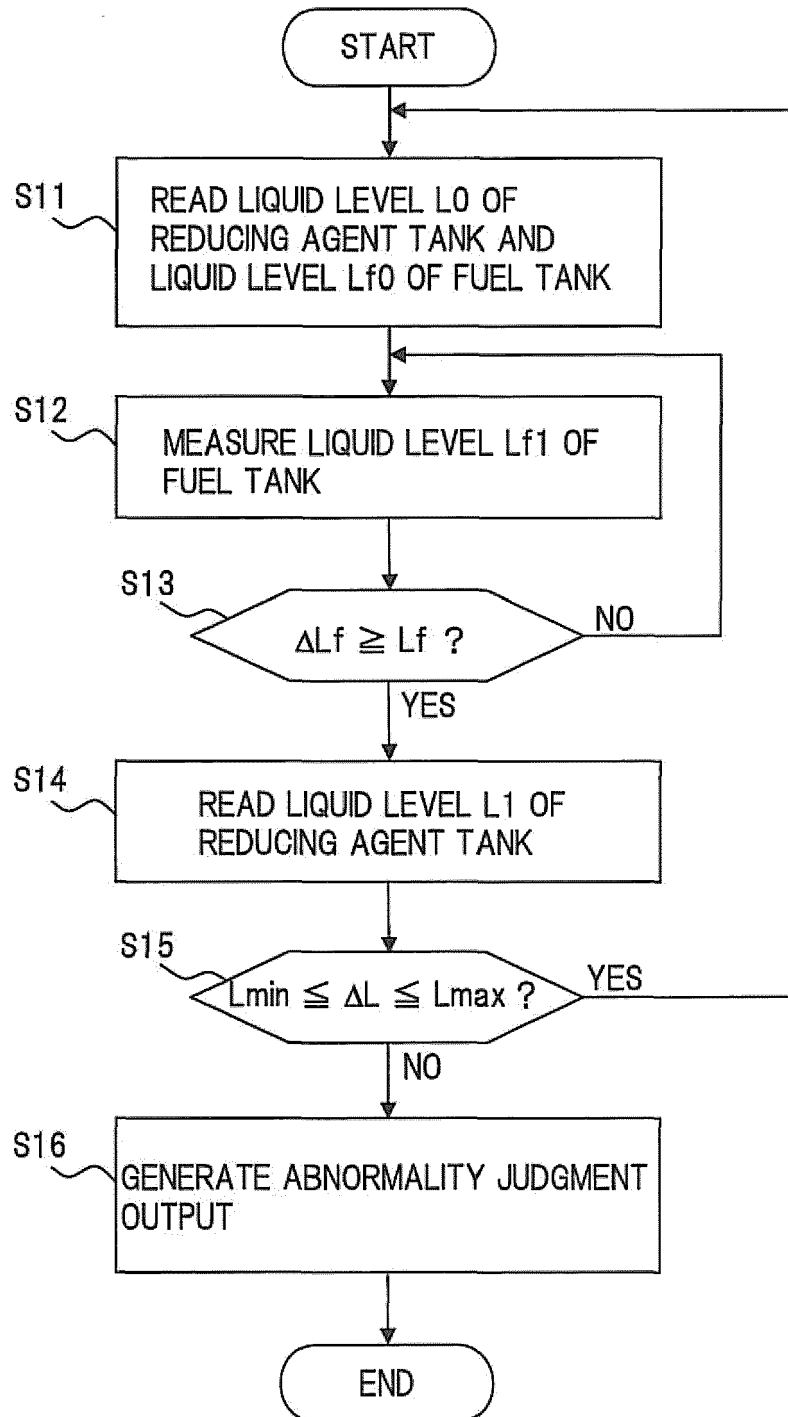 START
S11
READ LIQUID LEVEL L0 OF
REDUCING AGENT TANK AND
LIQUID LEVEL Lf0 OF FUEL TANK
S12
MEASURE LIQUID LEVEL Lf1 OF
FUEL TANK
S13
ΔLf ≧ Lf ?
NO
YES
S14
READ LIQUID LEVEL L1 OF
REDUCING AGENT TANK
S15
Lmin ≦ ΔL ≦ Lmax ?
YES
NO
S16
GENERATE ABNORMALITY JUDGMENT
OUTPUT
END